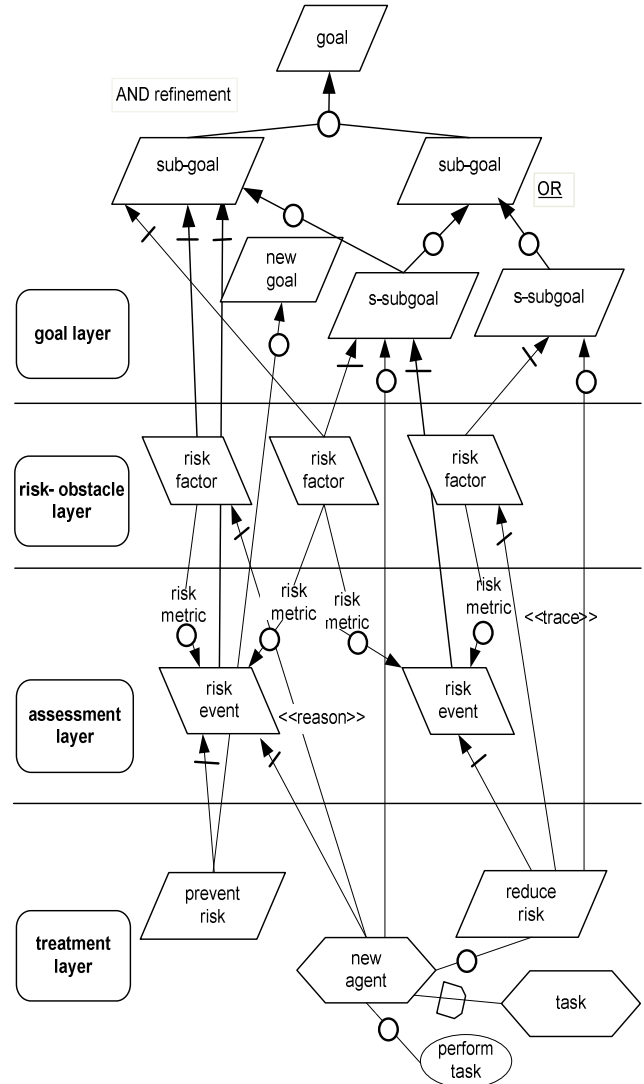 goal
AND refinement
sub-goal
sub-goal
OR
new
goal
s-subgoal
s-subgoal
goal layer
risk
factor
risk
factor
risk
factor
risk- obstacle
layer
risk
metric
risk
metric
risk
metric
risk
metric
<<trace>>
risk
event
risk
event
<<reason>>
assessment
layer
prevent
risk
reduce
risk
treatment
layer
new
agent
task
perform
task